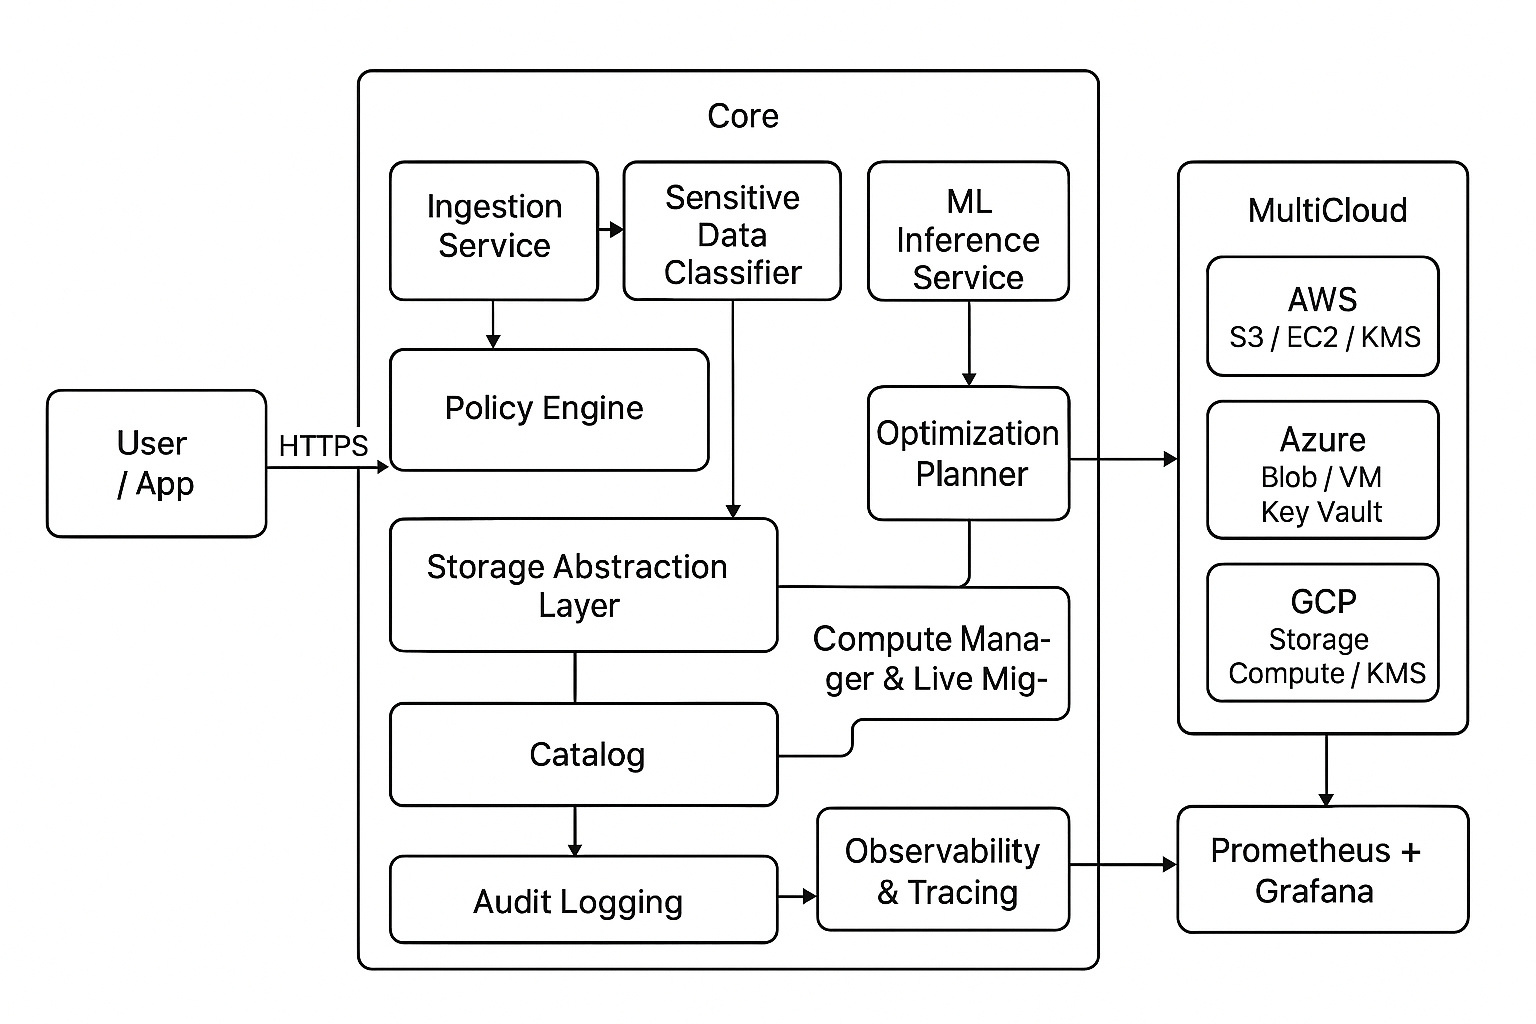 Core
Ingestion
Service
Sensitive
Data
Classifier
ML
Inference
Service
Policy Engine
User
/ App
HTTPS
Optimization
Planner
Storage Abstraction
Layer
Compute Mana-
ger & Live Mig-
Catalog
Audit Logging
Observability
& Tracing
MultiCloud
AWS
S3 / EC2 / KMS
Azure
Blob / VM
Key Vault
GCP
Storage
Compute / KMS
Prometheus +
Grafana